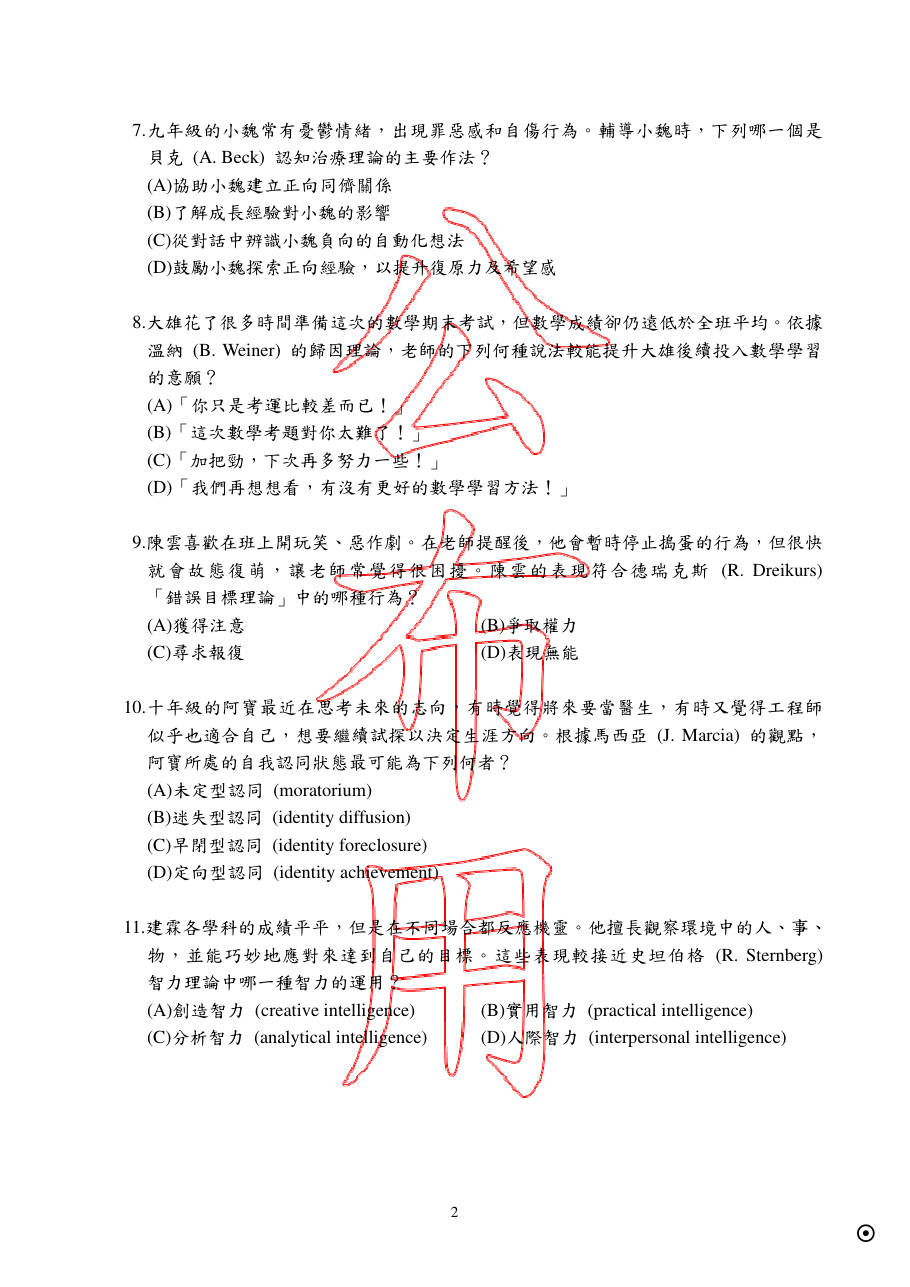 7.九年級的小魏常有憂鬱情緒，出現罪惡感和自傷行為。輔導小魏時，下列哪一個是
貝克 (A. Beck) 認知治療理論的主要作法？
(A)協助小魏建立正向同儕關係
(B)了解成長經驗對小魏的影響
(C)從對話中辨識小魏負向的自動化想法
(D)鼓勵小魏探索正向經驗，以提升復原力及希望感
8.大雄花了很多時間準備這次的數學期末考試，但數學成績卻仍遠低於全班平均。依據
溫納 (B. Weiner) 的歸因理論，老師的下列何種說法較能提升大雄後續投入數學學習
的意願？
(A)「你只是考運比較差而已！」
(B)「這次數學考題對你太難了！」
(C)「加把勁，下次再多努力一些！」
(D)「我們再想想看，有沒有更好的數學學習方法！」
9.陳雲喜歡在班上開玩笑、惡作劇。在老師提醒後，他會暫時停止搗蛋的行為，但很快
就會故態復萌，讓老師常覺得很困擾。陳雲的表現符合德瑞克斯 (R. Dreikurs)
「錯誤目標理論」中的哪種行為？
(A)獲得注意 (B)爭取權力
(C)尋求報復 (D)表現無能
10.十年級的阿寶最近在思考未來的志向，有時覺得將來要當醫生，有時又覺得工程師
似乎也適合自己，想要繼續試探以決定生涯方向。根據馬西亞 (J. Marcia) 的觀點，
阿寶所處的自我認同狀態最可能為下列何者？
(A)未定型認同 (moratorium)
(B)迷失型認同 (identity diffusion)
(C)早閉型認同 (identity foreclosure)
(D)定向型認同 (identity achievement)
11.建霖各學科的成績平平，但是在不同場合都反應機靈。他擅長觀察環境中的人、事、
物，並能巧妙地應對來達到自己的目標。這些表現較接近史坦伯格 (R. Sternberg)
智力理論中哪一種智力的運用？
(A)創造智力 (creative intelligence) (B)實用智力 (practical intelligence)
(C)分析智力 (analytical intelligence) (D)人際智力 (interpersonal intelligence)
公布用
2